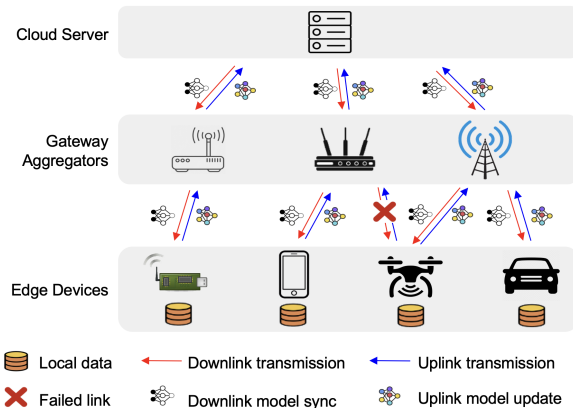 Cloud Server
Gateway
Aggregators
Edge Devices
Local data
Downlink transmission
Uplink transmission
Failed link
Downlink model sync
Uplink model update